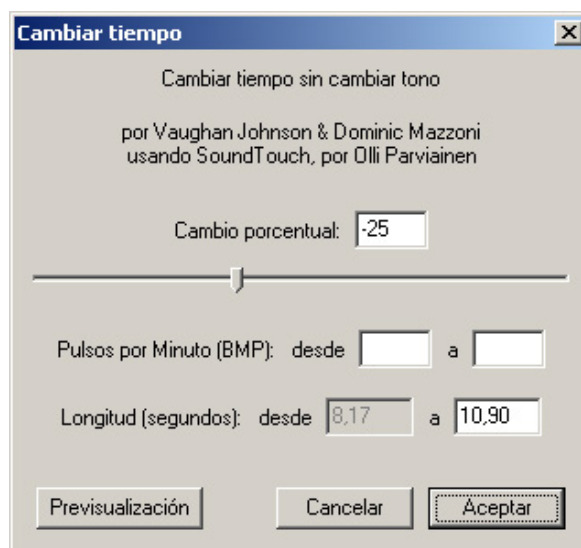 Cambiar tiempo
Cambiar tiempo sin cambiar tono
por Vaughan Johnson & Dominic Mazzoni
usando SoundTouch, por Olli Parviainen
Cambio porcentual: -25
Pulsos por Minuto (BMP): desde a
Longitud (segundos): desde 8,17 a 10,90
Previsualización Cancelar Aceptar